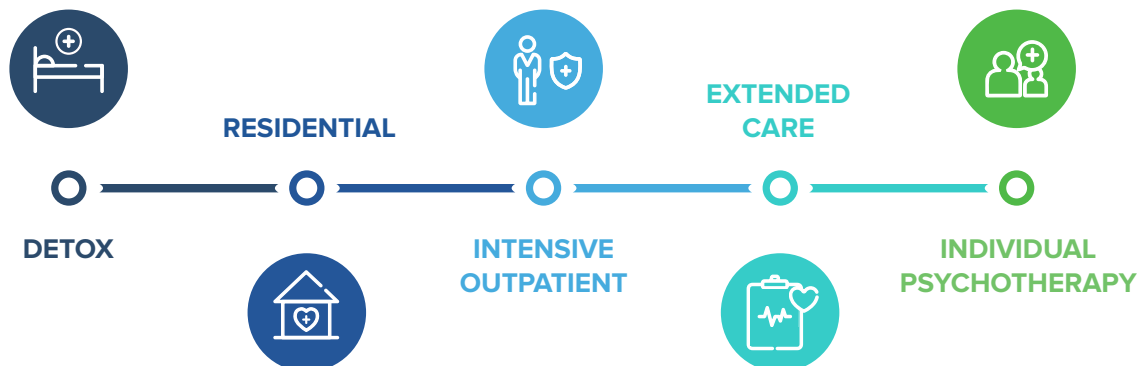 DETOX
RESIDENTIAL
INTENSIVE
OUTPATIENT
EXTENDED
CARE
INDIVIDUAL
PSYCHOTHERAPY